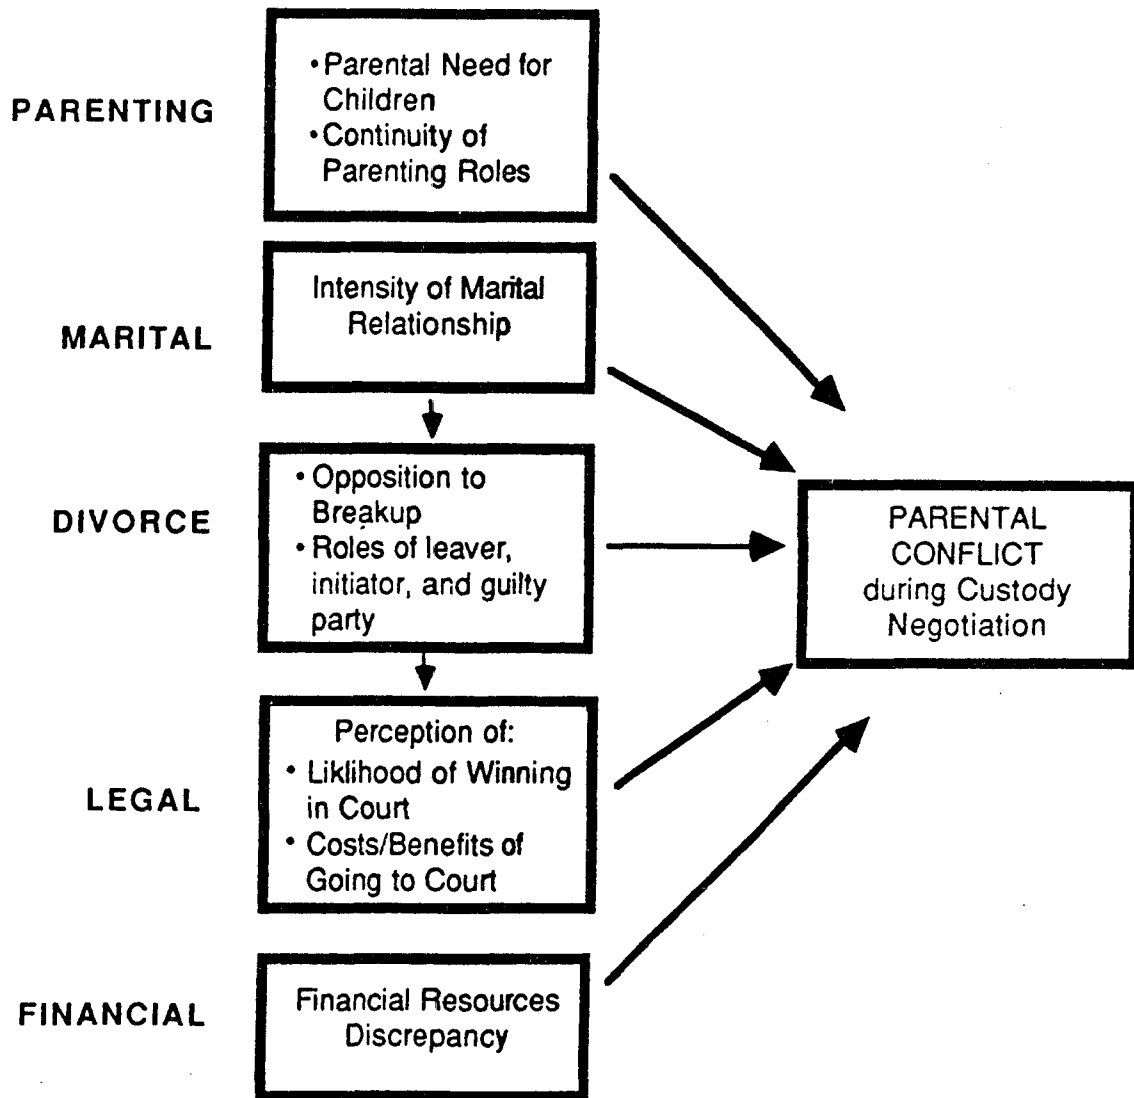 PARENTING
•Parental Need for
Children
•Continuity of
Parenting Roles
MARITAL
Intensity of Marital
Relationship
DIVORCE
• Opposition to
Breakup
• Roles of leaver,
initiator, and guilty
party
PARENTAL
CONFLICT
during Custody
Negotiation
LEGAL
Perception of:
• Liklihood of Winning
in Court
• Costs/Benefits of
Going to Court
FINANCIAL
Financial Resources
Discrepancy